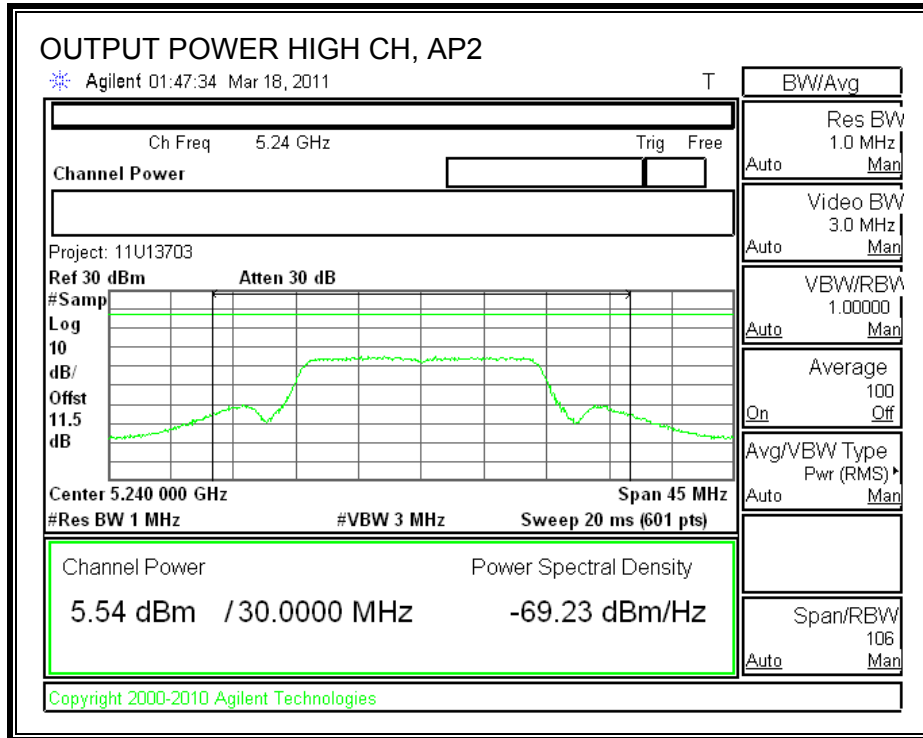 OUTPUT POWER HIGH CH, AP2
Agilent 01:47:34 Mar 18, 2011 T
Ch Freq 5.24 GHz Trig Free
Channel Power
Project: 11U13703
Ref 30 dBm Atten 30 dB
#Samp
Log
10
dB/
Offst
11.5
dB
Center 5.240 000 GHz Span 45 MHz
#Res BW 1 MHz #VBW 3 MHz Sweep 20 ms (601 pts)
Channel Power Power Spectral Density
5.54 dBm /30.0000 MHz -69.23 dBm/Hz
Copyright 2000-2010 Agilent Technologies
BW/Avg
Res BW
1.0 MHz
Auto Man
Video BW
3.0 MHz
Auto Man
VBW/RBW
1.00000
Auto Man
Average
100
On Off
Avg/VBW Type
Pwr (RMS)
Auto Man
Span/RBW
106
Auto Man